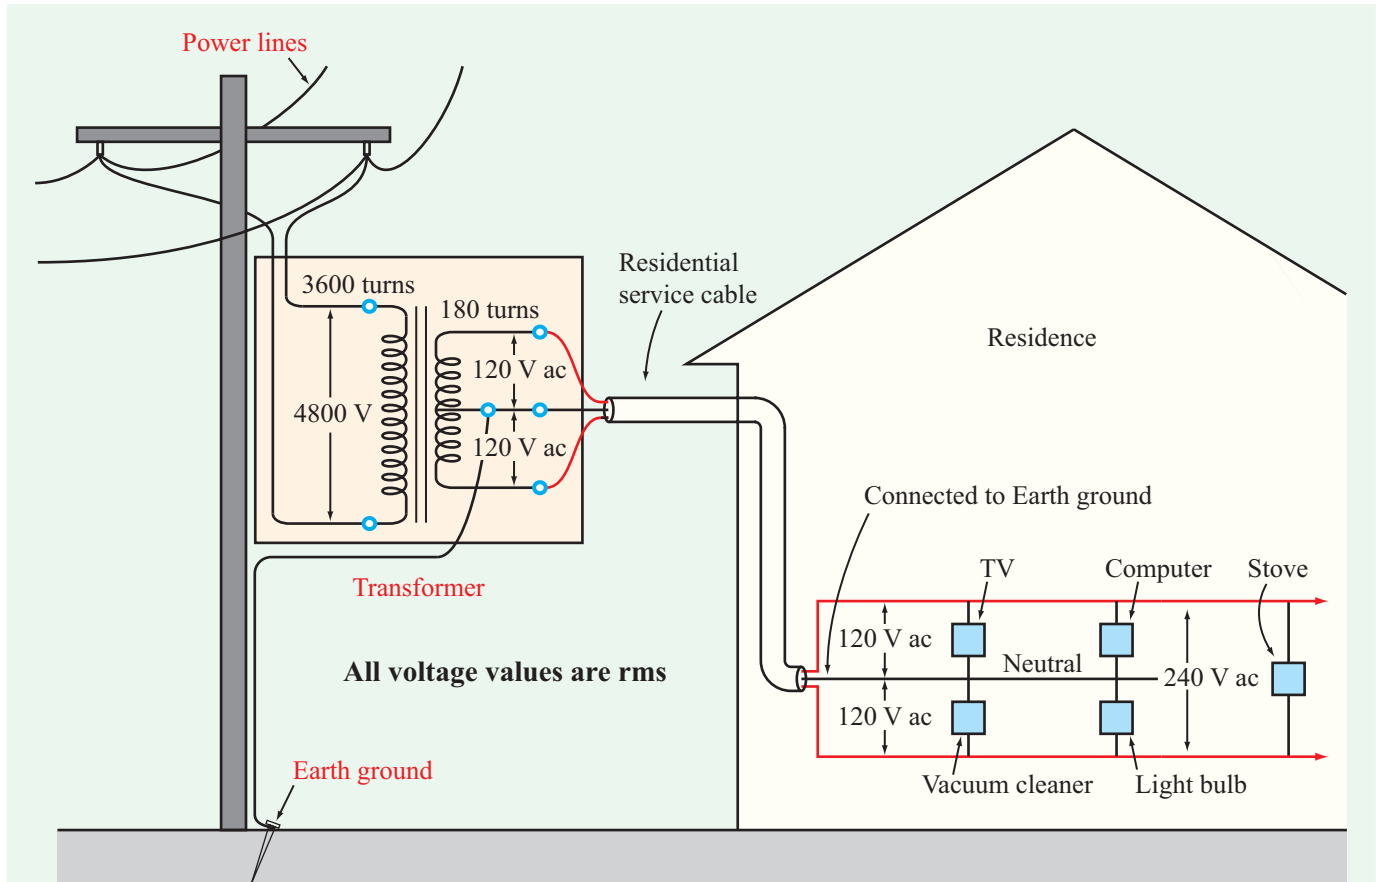 Power lines
3600 turns
180 turns
4800 V
120 V ac
120 V ac
Transformer
All voltage values are rms
Earth ground
Residential
service cable
Residence
Connected to Earth ground
TV
Computer
Stove
120 V ac
Neutral
240 V ac
120 V ac
Vacuum cleaner
Light bulb